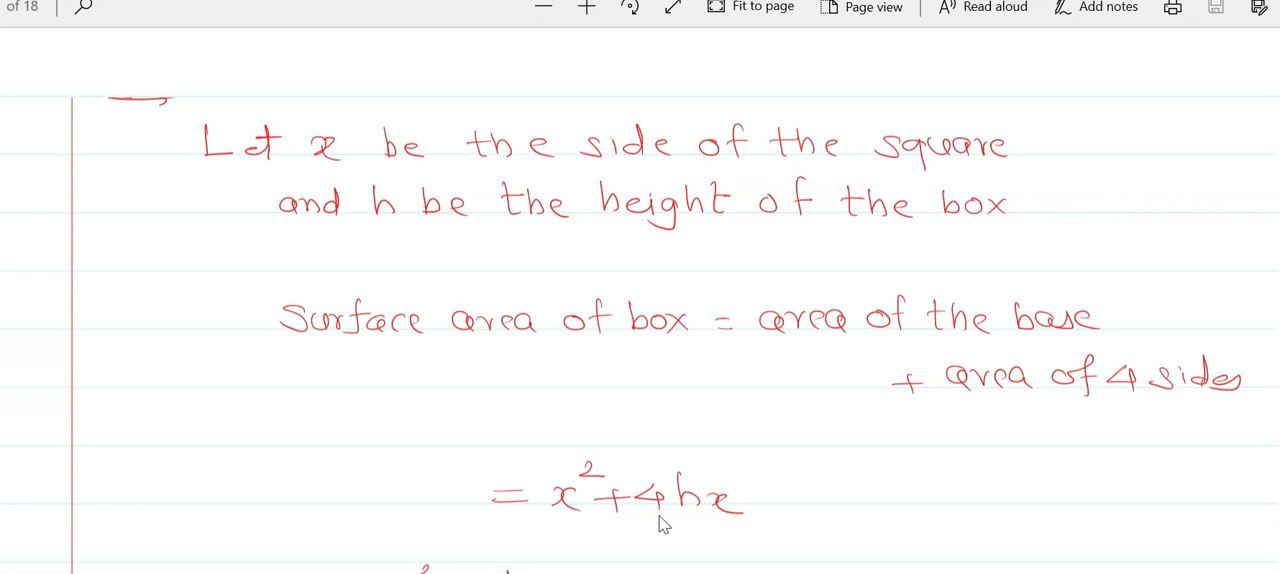 of 18 Fit to page Page view Read aloud Add notes
Let x be the side of the square
and h be the height of the box
Surface area of box = area of the base
+ area of 4 sides
= x² + 4hx